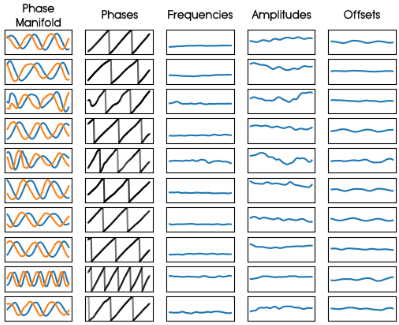 Phase
Manifold
Phases
Frequencies
Amplitudes
Offsets